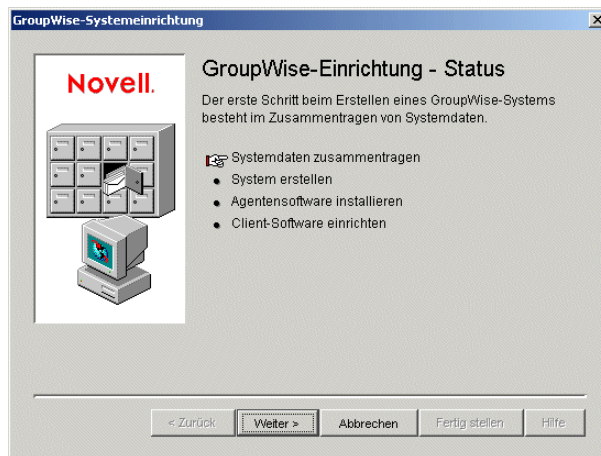 GroupWise-Systemeinrichtung
Novell.
GroupWise-Einrichtung - Status
Der erste Schritt beim Erstellen eines GroupWise-Systems
besteht im Zusammentragen von Systemdaten.
Systemdaten zusammentragen
• System erstellen
• Agentensoftware installieren
• Client-Software einrichten
< Zurück Weiter > Abbrechen Fertig stellen Hilfe